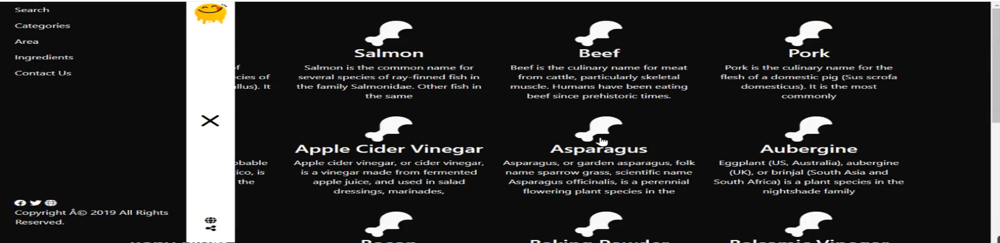 Search
Categories
Area
Ingredients
Contact Us
Copyright Â© 2019 All Rights
Reserved.
of
cies of
llus). It
Salmon
Salmon is the common name for
several species of ray-finned fish in
the family Salmonidae. Other fish in
the same
Beef
Beef is the culinary name for meat
from cattle, particularly skeletal
muscle. Humans have been eating
beef since prehistoric times.
Pork
Pork is the culinary name for the
flesh of a domestic pig (Sus scrofa
domesticus). It is the most
commonly
obable
ico, is
the
Apple Cider Vinegar
Apple cider vinegar, or cider vinegar,
is a vinegar made from fermented
apple juice, and used in salad
dressings, marinades,
Asparagus
Asparagus, or garden asparagus, folk
name sparrow grass, scientific name
Asparagus officinalis, is a perennial
flowering plant species in the
Aubergine
Eggplant (US, Australia), aubergine
(UK), or brinjal (South Asia and
South Africa) is a plant species in the
nightshade family
Bacon
Baking Powder
Balsamic Vinegar